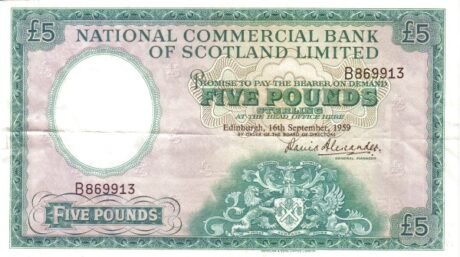 £5 £5
NATIONAL COMMERCIAL BANK
OF SCOTLAND LIMITED
B869913
PROMISE TO PAY THE BEARER ON DEMAND
FIVE POUNDS
STERLING
AT THE HEAD OFFICE HERE
Edinburgh, 16th September, 1959
BY ORDER OF THE BOARD OF DIRECTORS
David Alexander
GENERAL MANAGER
B869913
FIVE POUNDS
£5